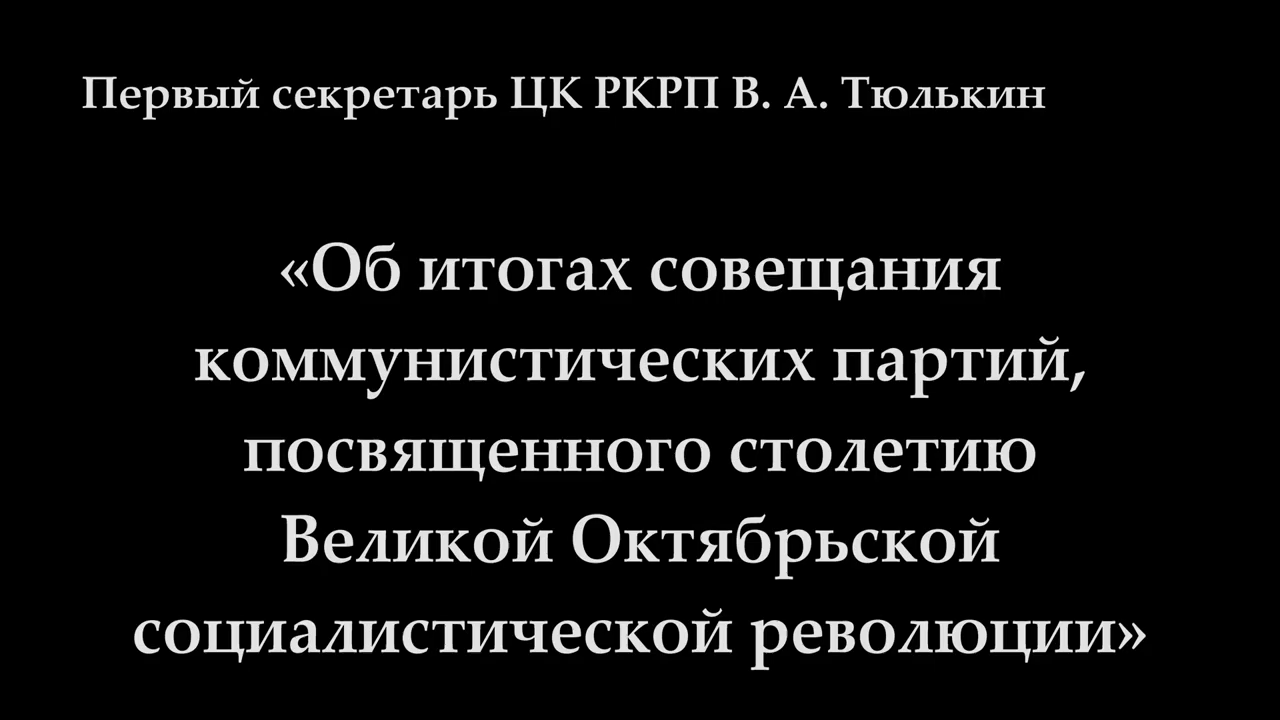 Первый секретарь ЦК РКРП В. А. Тюлькин
«Об итогах совещания
коммунистических партий,
посвященного столетию
Великой Октябрьской
социалистической революции»